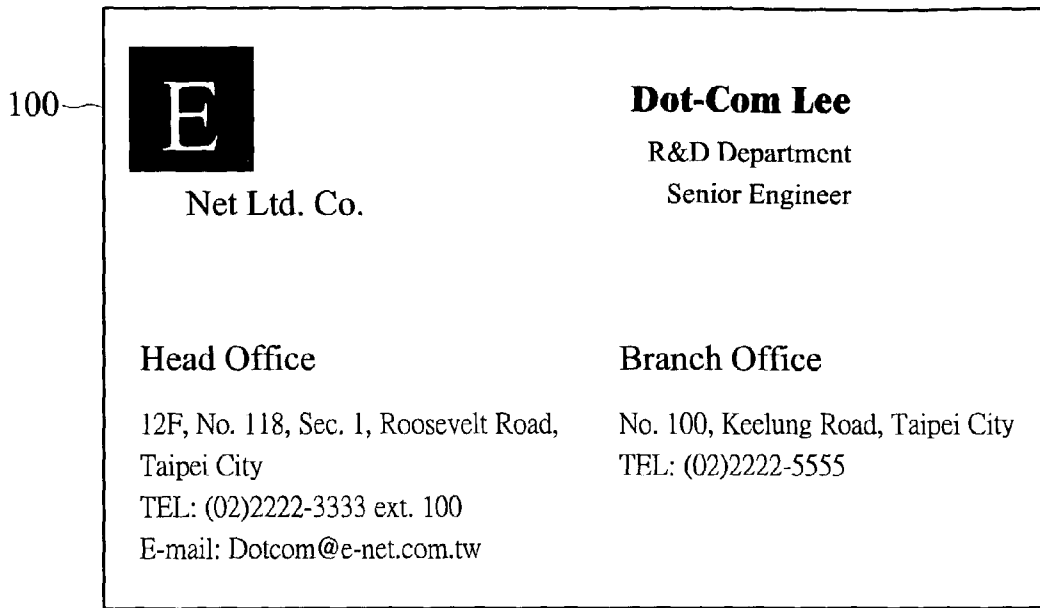 100
E
Net Ltd. Co.
Dot-Com Lee
R&D Department
Senior Engineer
Head Office
12F, No. 118, Sec. 1, Roosevelt Road,
Taipei City
TEL: (02)2222-3333 ext. 100
E-mail: Dotcom@e-net.com.tw
Branch Office
No. 100, Keelung Road, Taipei City
TEL: (02)2222-5555